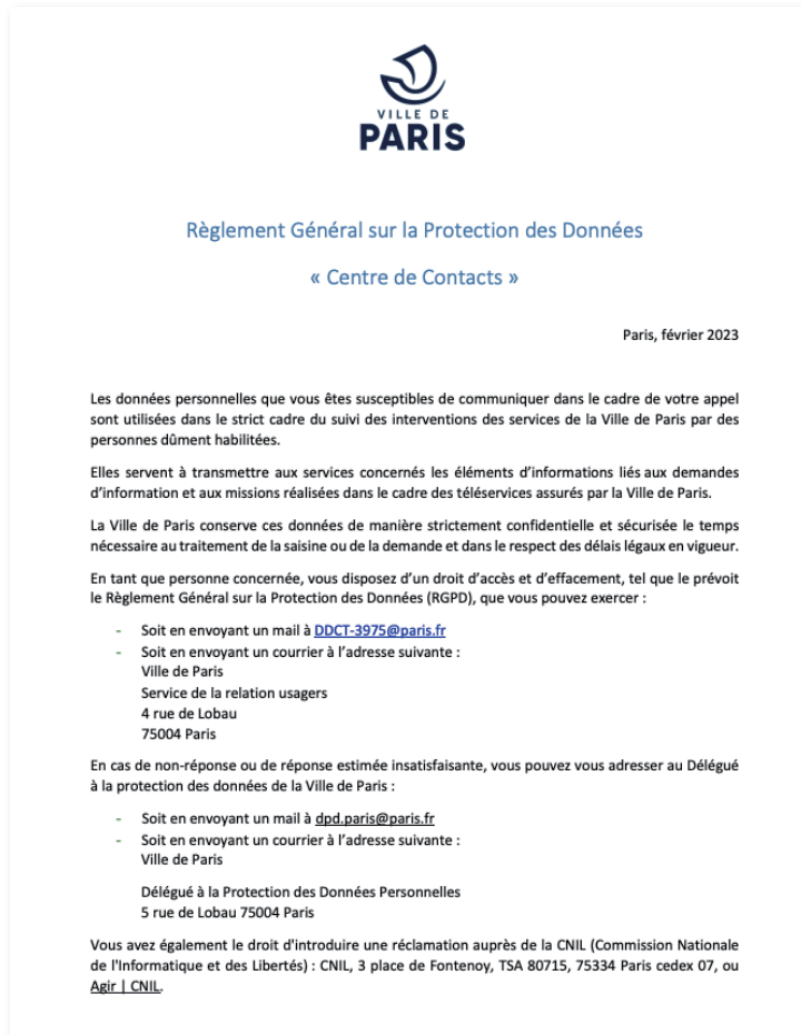 VILLE DE
PARIS
Règlement Général sur la Protection des Données
« Centre de Contacts »
Paris, février 2023
Les données personnelles que vous êtes susceptibles de communiquer dans le cadre de votre appel
sont utilisées dans le strict cadre du suivi des interventions des services de la Ville de Paris par des
personnes dûment habilitées.
Elles servent à transmettre aux services concernés les éléments d'informations liés aux demandes
d'information et aux missions réalisées dans le cadre des téléservices assurés par la Ville de Paris.
La Ville de Paris conserve ces données de manière strictement confidentielle et sécurisée le temps
nécessaire au traitement de la saisine ou de la demande et dans le respect des délais légaux en vigueur.
En tant que personne concernée, vous disposez d'un droit d'accès et d'effacement, tel que le prévoit
le Règlement Général sur la Protection des Données (RGPD), que vous pouvez exercer :
- Soit en envoyant un mail à DDCT-3975@paris.fr
- Soit en envoyant un courrier à l'adresse suivante :
Ville de Paris
Service de la relation usagers
4 rue de Lobau
75004 Paris
En cas de non-réponse ou de réponse estimée insatisfaisante, vous pouvez vous adresser au Délégué
à la protection des données de la Ville de Paris :
- Soit en envoyant un mail à dpd.paris@paris.fr
- Soit en envoyant un courrier à l'adresse suivante :
Ville de Paris
Délégué à la Protection des Données Personnelles
5 rue de Lobau 75004 Paris
Vous avez également le droit d'introduire une réclamation auprès de la CNIL (Commission Nationale
de l'Informatique et des Libertés) : CNIL, 3 place de Fontenoy, TSA 80715, 75334 Paris cedex 07, ou
Agir | CNIL.